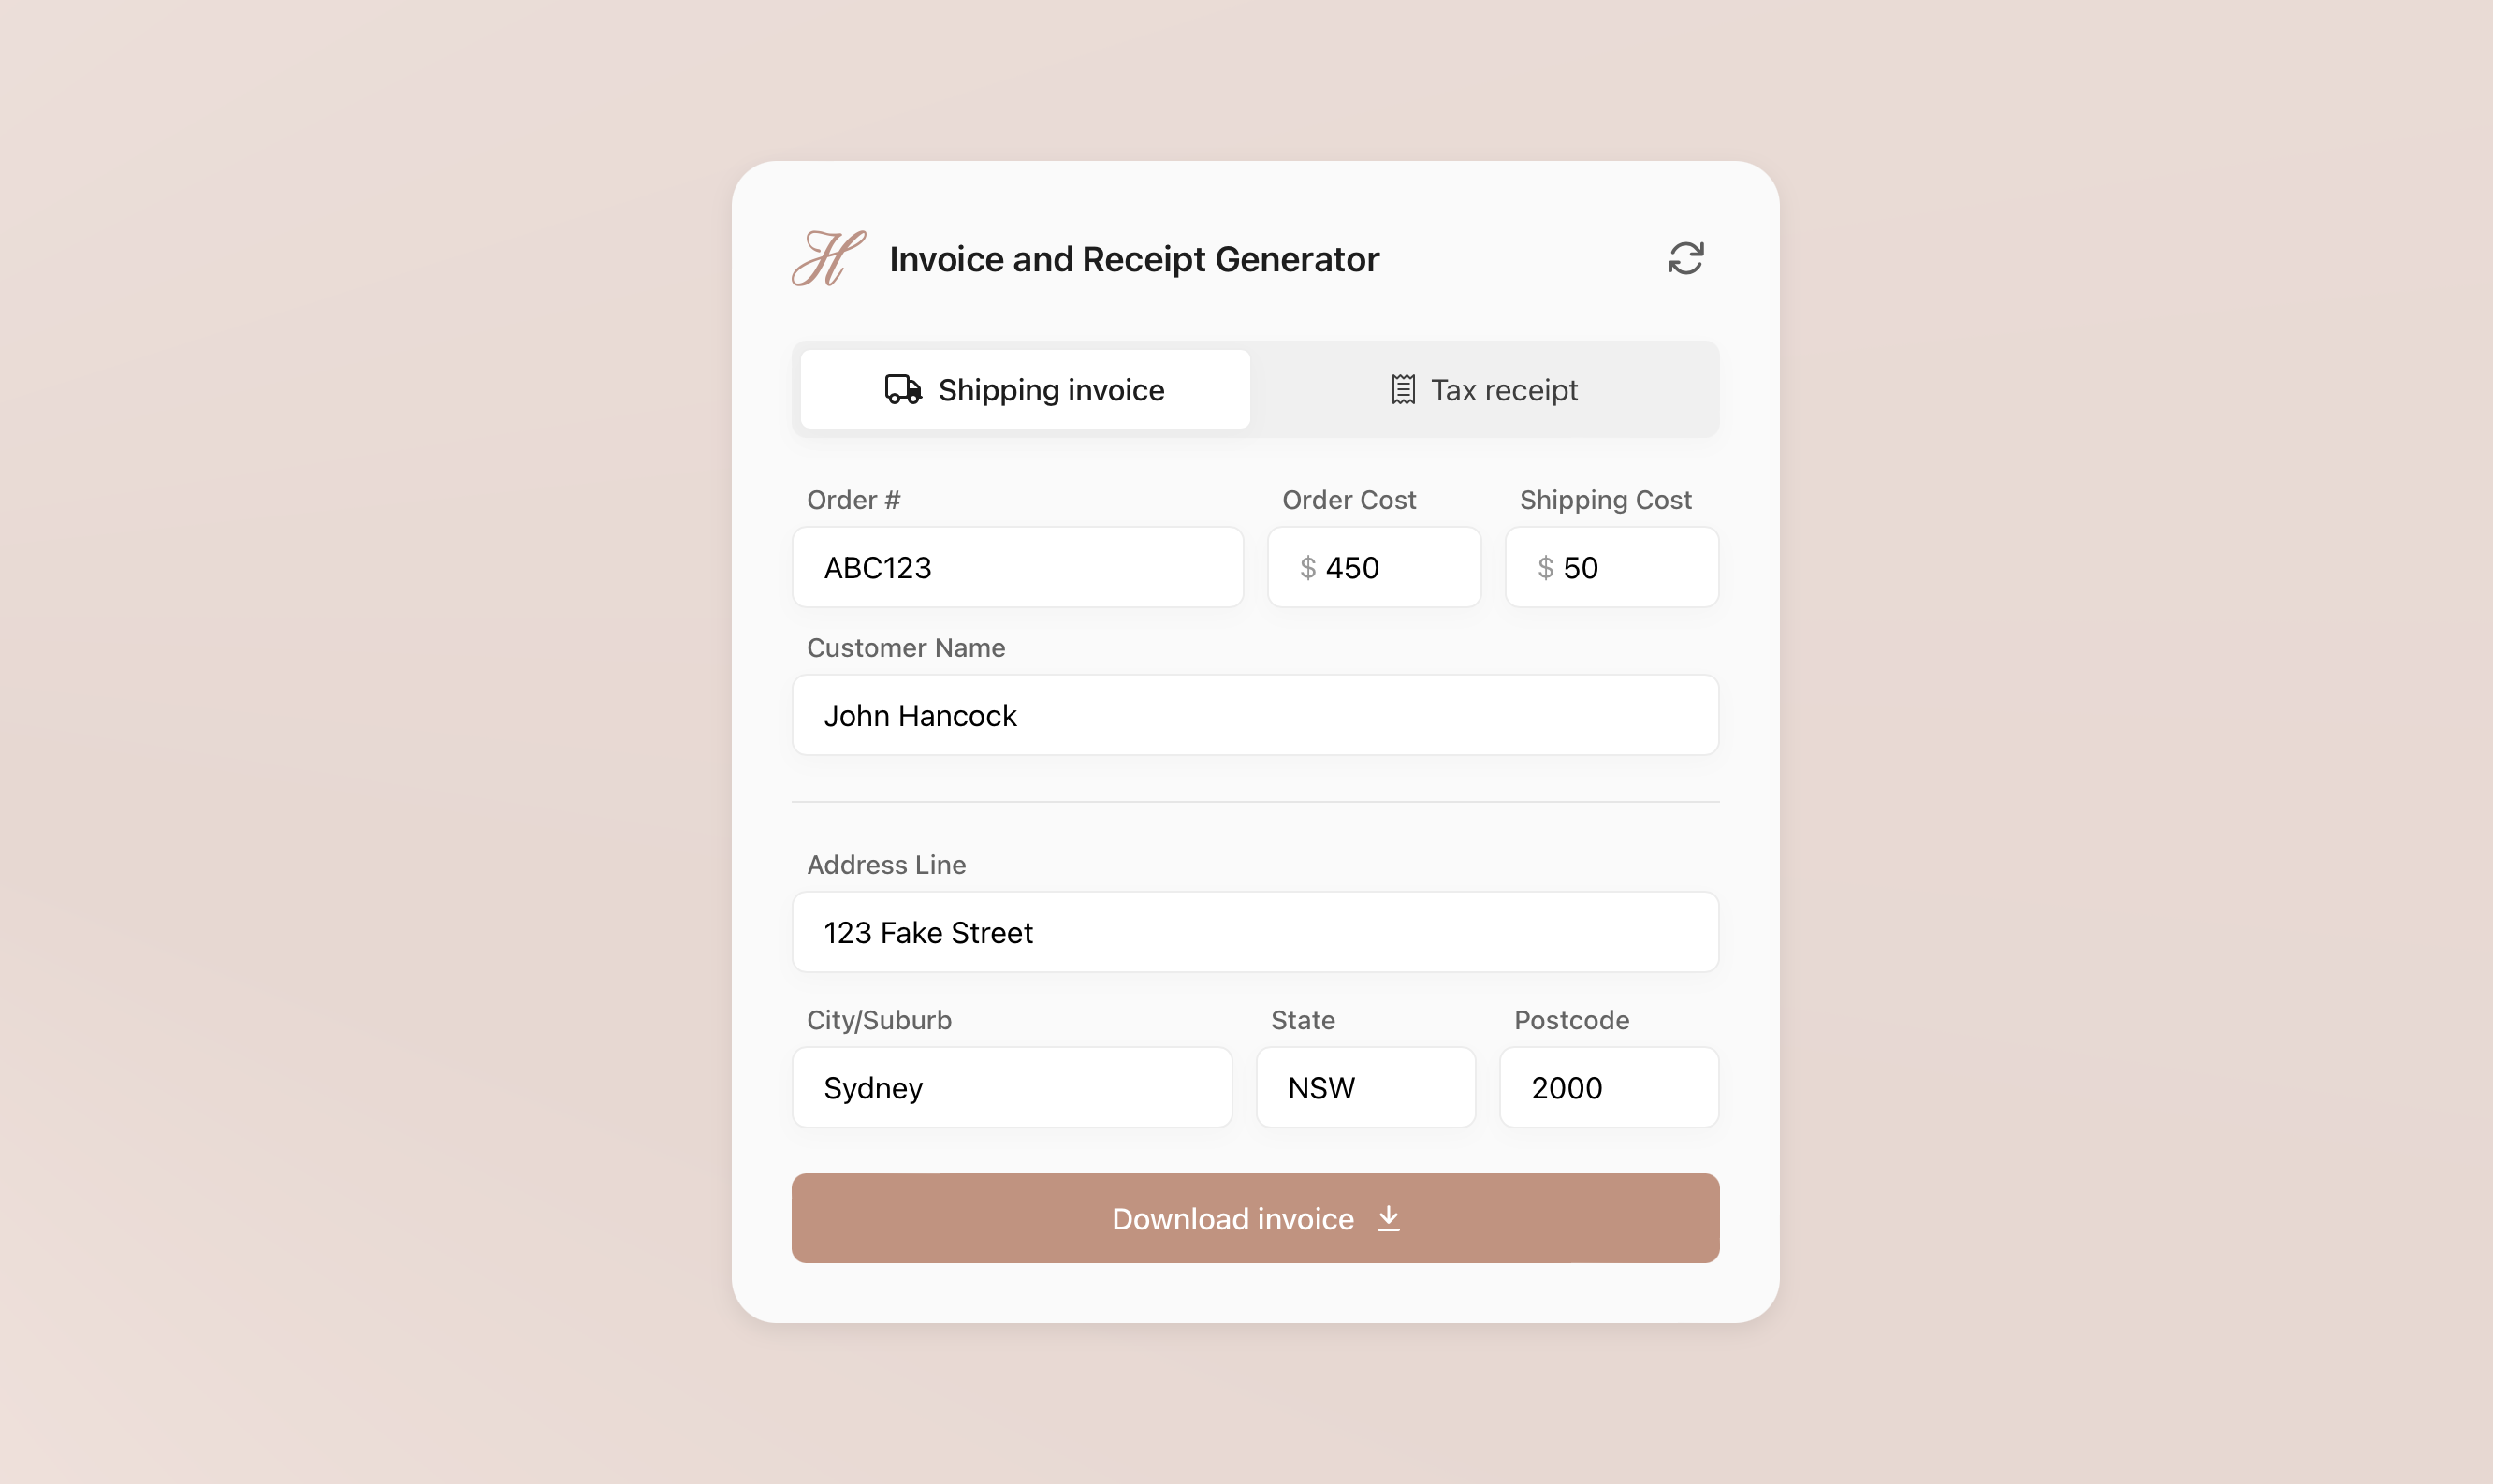 H
Invoice and Receipt Generator
Shipping invoice
Tax receipt
Order #
Order Cost
Shipping Cost
ABC123
$ 450
$ 50
Customer Name
John Hancock
Address Line
123 Fake Street
City/Suburb
State
Postcode
Sydney
NSW
2000
Download invoice